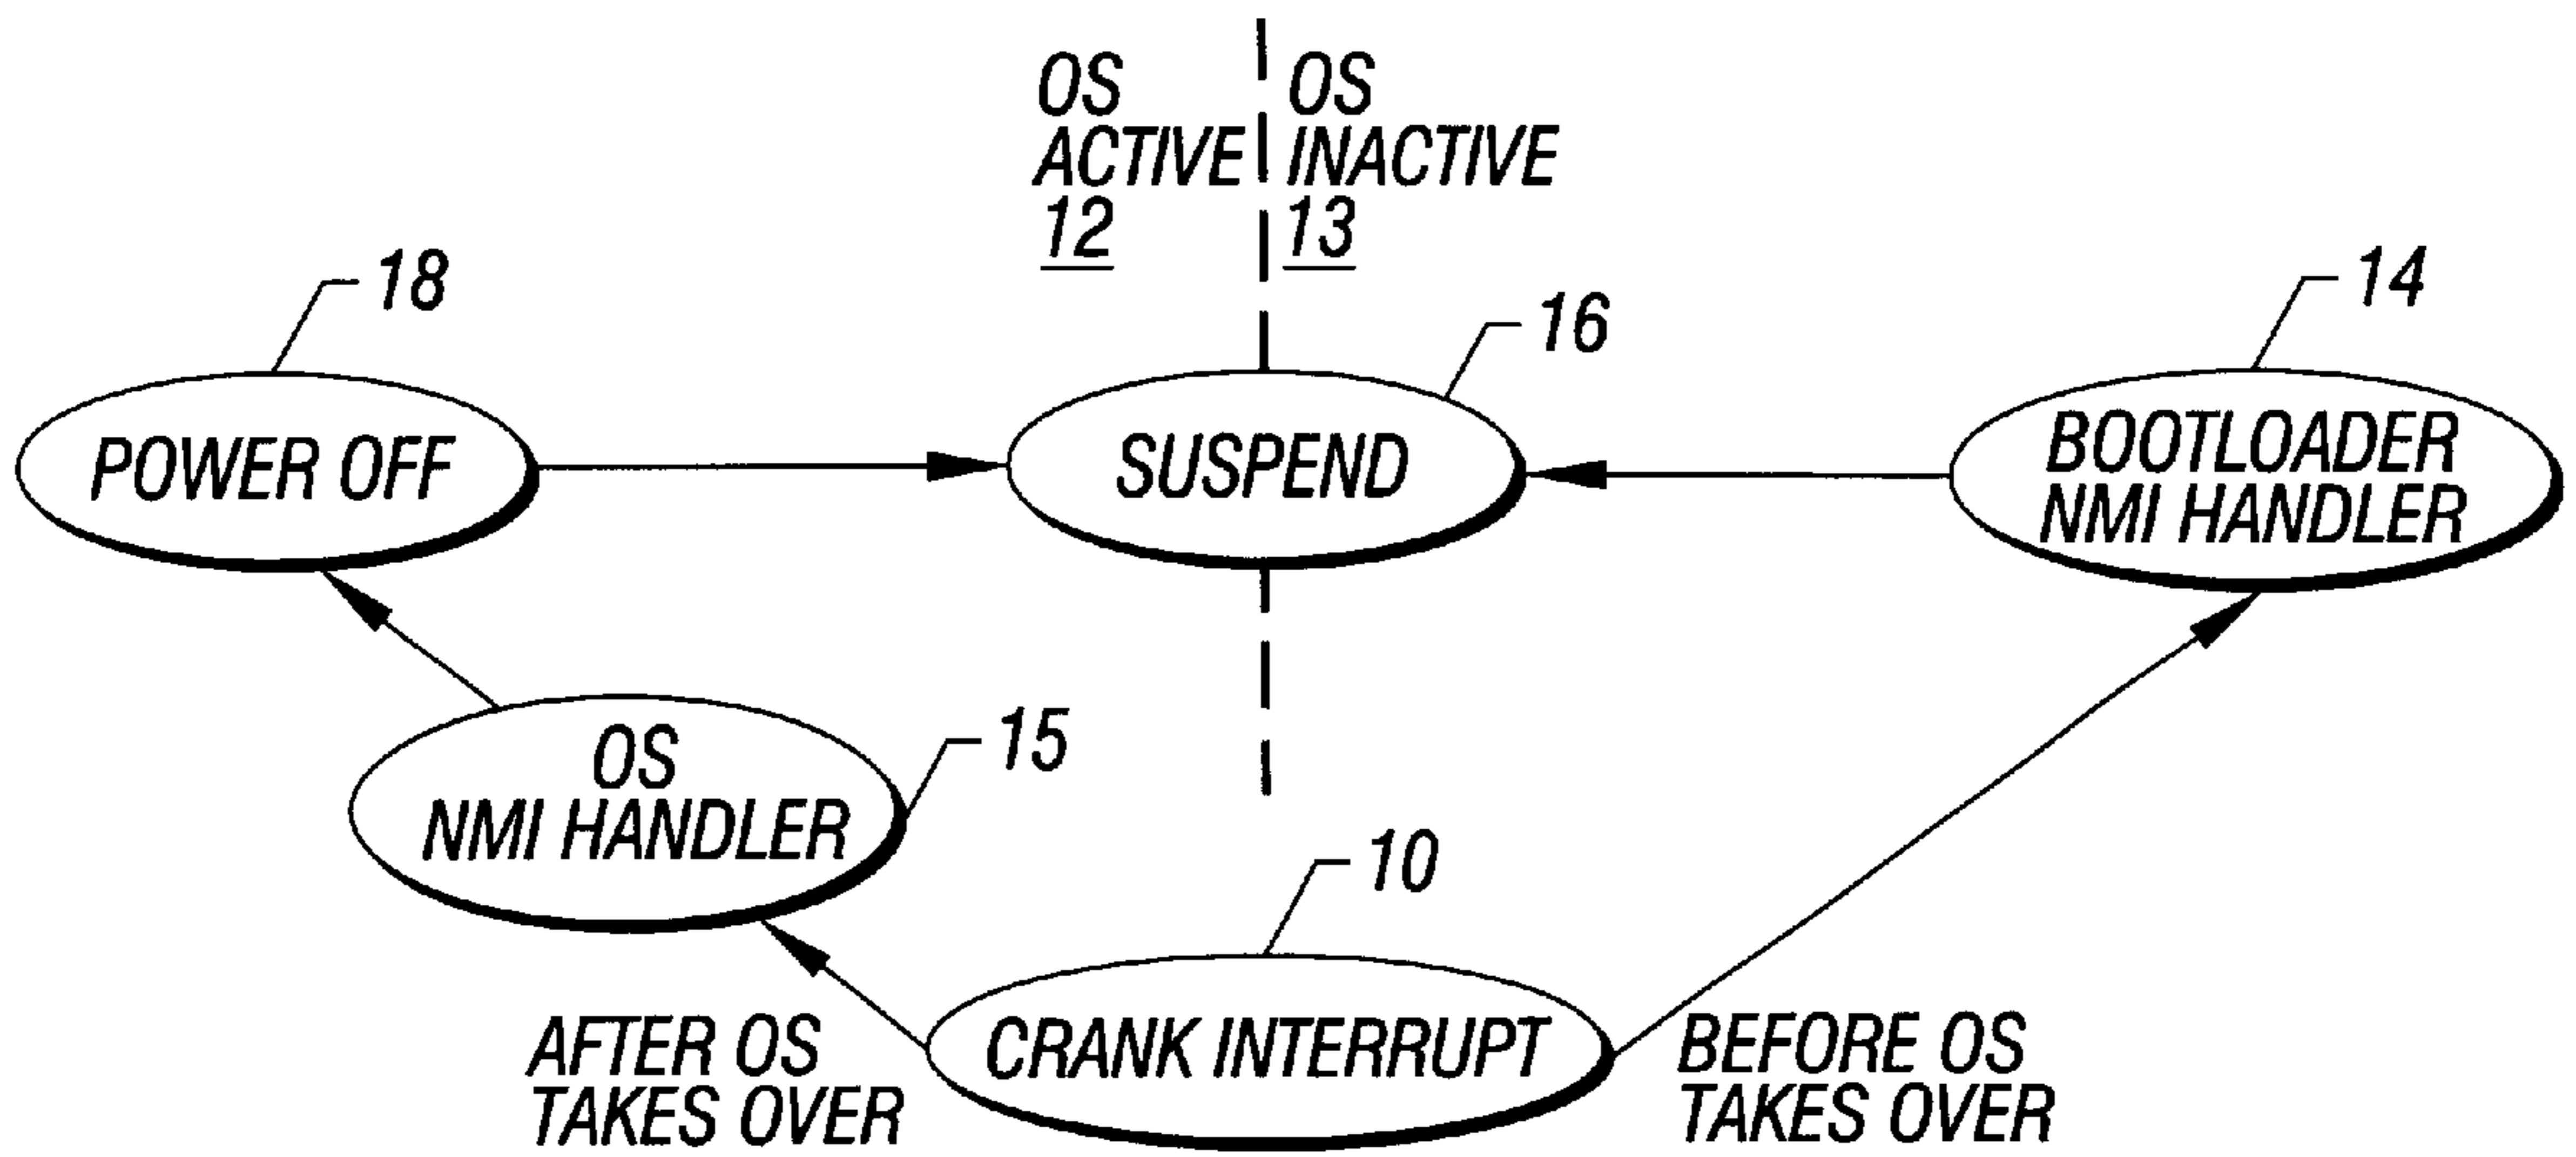 OS
ACTIVE
12
OS
INACTIVE
13
18
16
14
POWER OFF
SUSPEND
BOOTLOADER
NMI HANDLER
OS
NMI HANDLER
15
10
CRANK INTERRUPT
AFTER OS
TAKES OVER
BEFORE OS
TAKES OVER